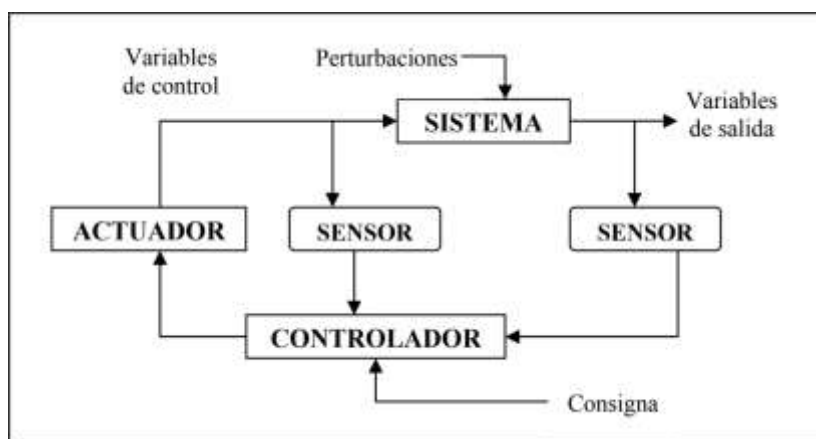 Variables
de control
Perturbaciones
SISTEMA
Variables
de salida
ACTUADOR
SENSOR
SENSOR
CONTROLADOR
Consigna